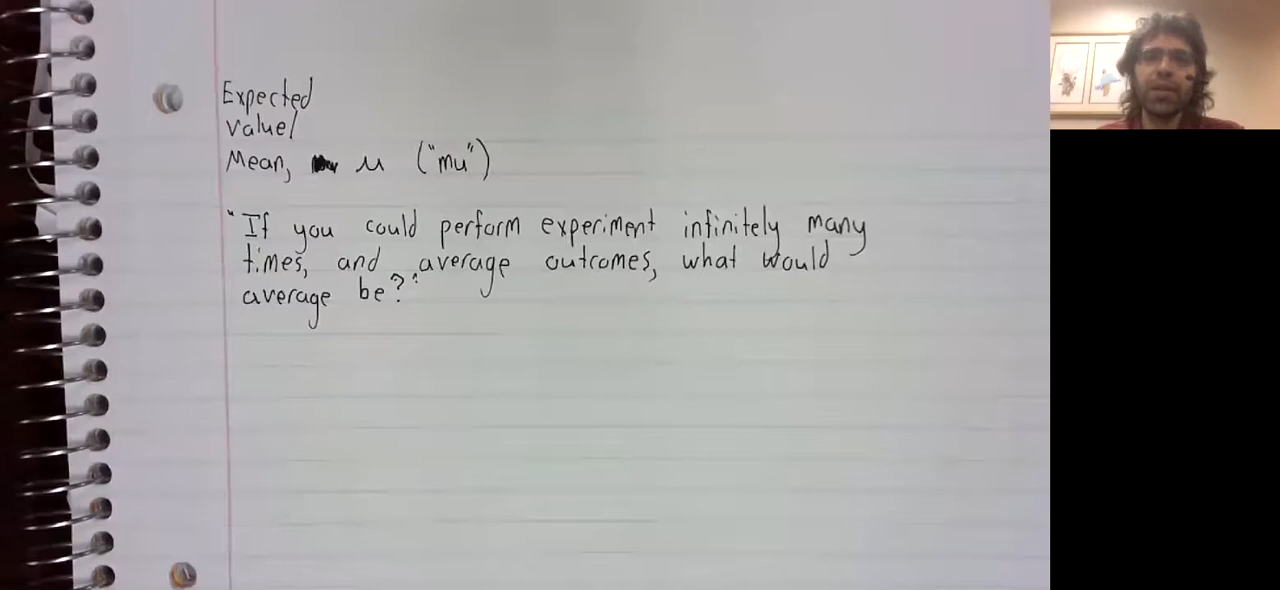 Expected
value/
Mean, μ ("mu")
"If you could perform experiment infinitely many
times, and average outcomes, what would
average be?"